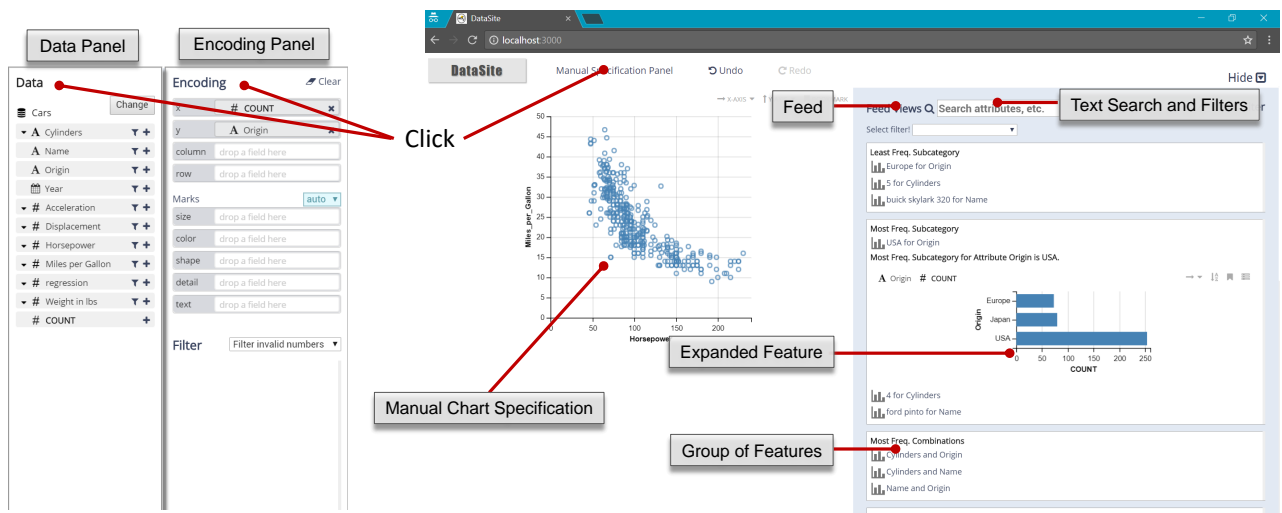 Data Panel
Encoding Panel
DataSite
localhost:3000
Data
Cars
Change
A Cylinders
A Name
A Origin
Year
# Acceleration
# Displacement
# Horsepower
# Miles per Gallon
# regression
# Weight in lbs
# COUNT
Encoding
Clear
x # COUNT
y A Origin
column drop a field here
row drop a field here
Marks auto
size drop a field here
color drop a field here
shape drop a field here
detail drop a field here
text drop a field here
Filter Filter invalid numbers
Click
DataSite
Manual Specification Panel
Undo
Redo
Hide
X-AXIS
MARK
50
45
40
35
30
25
20
15
10
5
0
Miles_per_Gallon
0 50 100 150 200
Manual Chart Specification
Feed
Feed Views
Search attributes, etc.
Text Search and Filters
Select filter!
Least Freq. Subcategory
Europe for Origin
5 for Cylinders
buick skylark 320 for Name
Most Freq. Subcategory
USA for Origin
Most Freq. Subcategory for Attribute Origin is USA.
A Origin # COUNT
Origin
Europe
Japan
USA
0 50 100 150 200 250
COUNT
Expanded Feature
4 for Cylinders
ford pinto for Name
Group of Features
Most Freq. Combinations
Cylinders and Origin
Cylinders and Name
Name and Origin